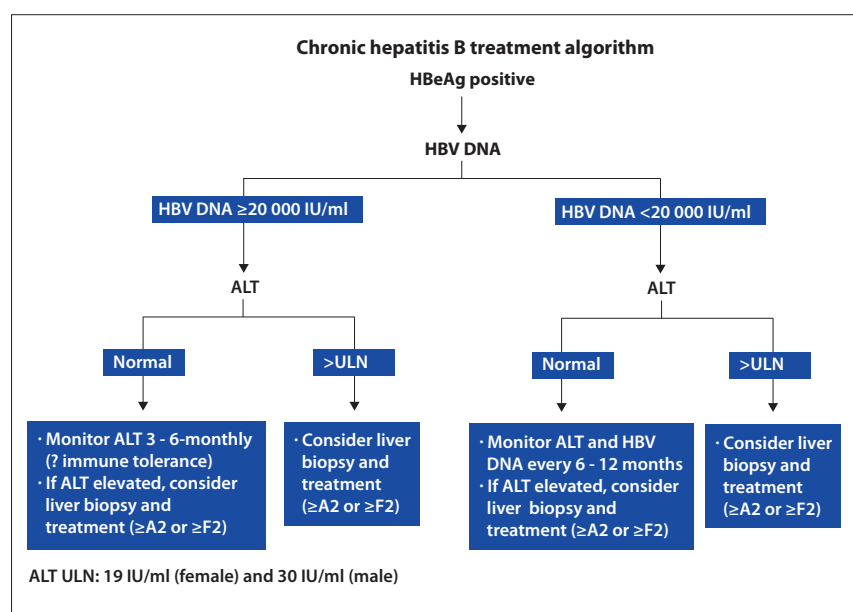 Chronic hepatitis B treatment algorithm
HBeAg positive
HBV DNA
HBV DNA ≥20 000 IU/ml
HBV DNA <20 000 IU/ml
ALT
ALT
Normal
>ULN
Normal
>ULN
· Monitor ALT 3 - 6-monthly
(? immune tolerance)
· If ALT elevated, consider
liver biopsy and
treatment (≥A2 or ≥F2)
· Consider liver
biopsy and
treatment
(≥A2 or ≥F2)
· Monitor ALT and HBV
DNA every 6 - 12 months
· If ALT elevated, consider
liver biopsy and
treatment (≥A2 or ≥F2)
· Consider liver
biopsy and
treatment
(≥A2 or ≥F2)
ALT ULN: 19 IU/ml (female) and 30 IU/ml (male)